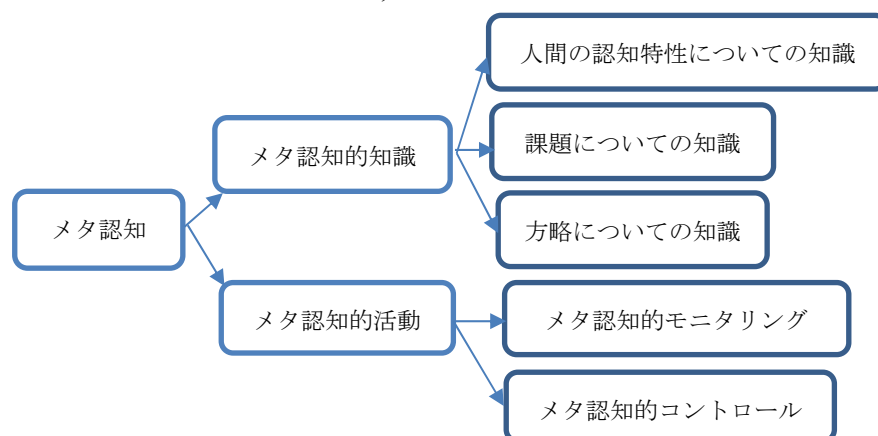 人間の認知特性についての知識
課題についての知識
メタ認知的知識
方略についての知識
メタ認知
メタ認知的活動
メタ認知的モニタリング
メタ認知的コントロール